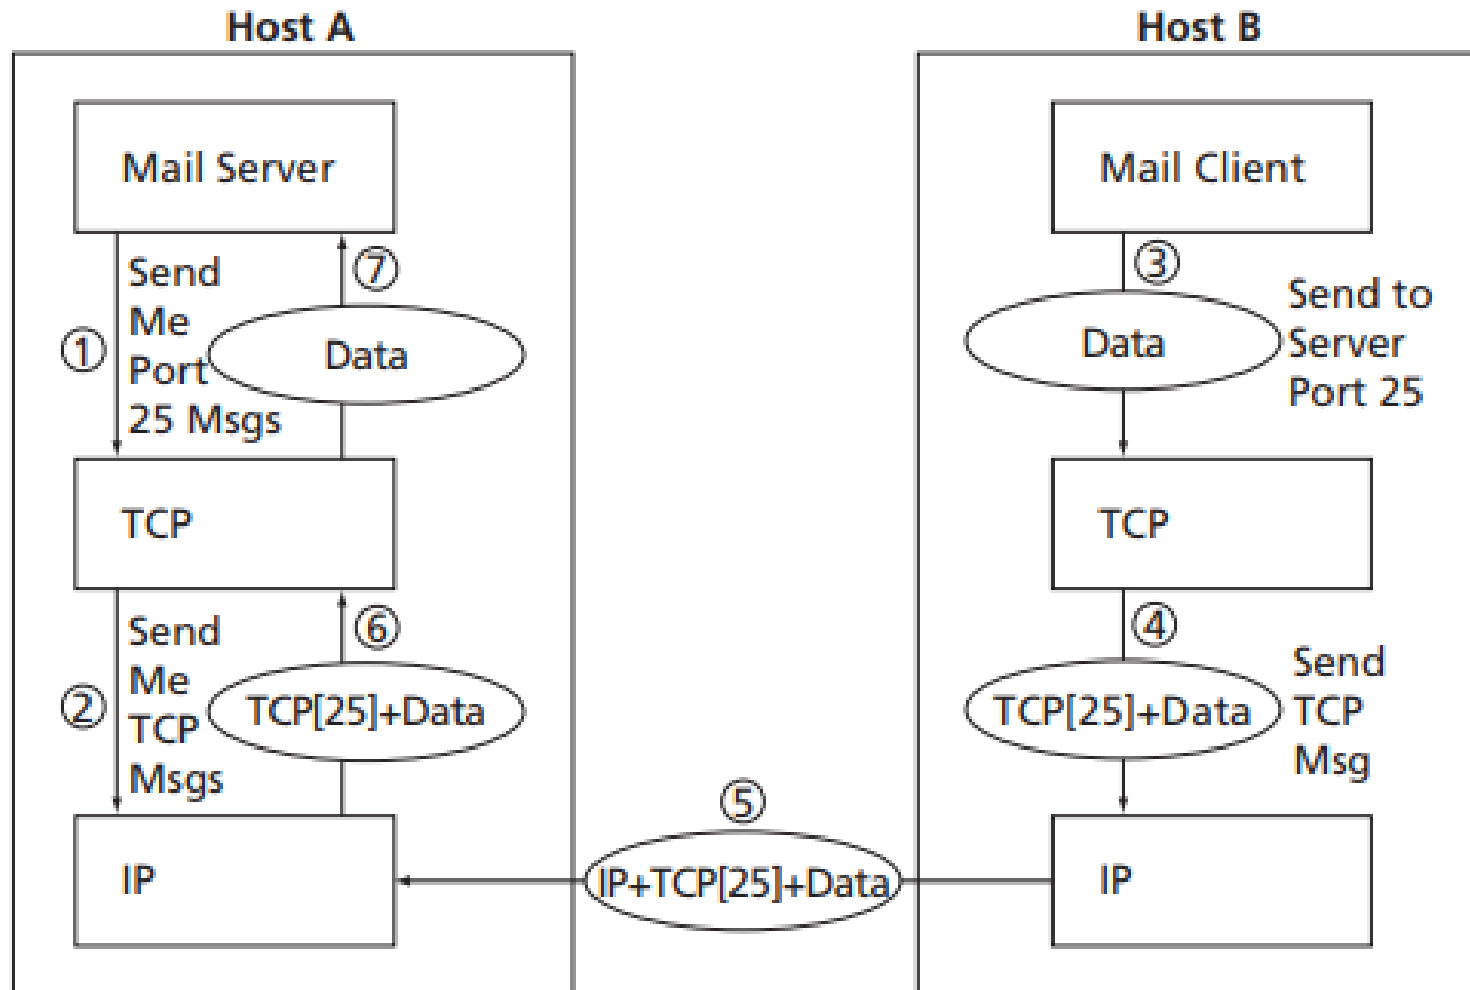 Host A
Host B
Mail Server
Mail Client
①
Send
Me
Port
25 Msgs
⑦
Data
③
Data
Send to
Server
Port 25
TCP
TCP
②
Send
Me
TCP
Msgs
⑥
TCP[25]+Data
④
TCP[25]+Data
Send
TCP
Msg
IP
⑤
IP+TCP[25]+Data
IP